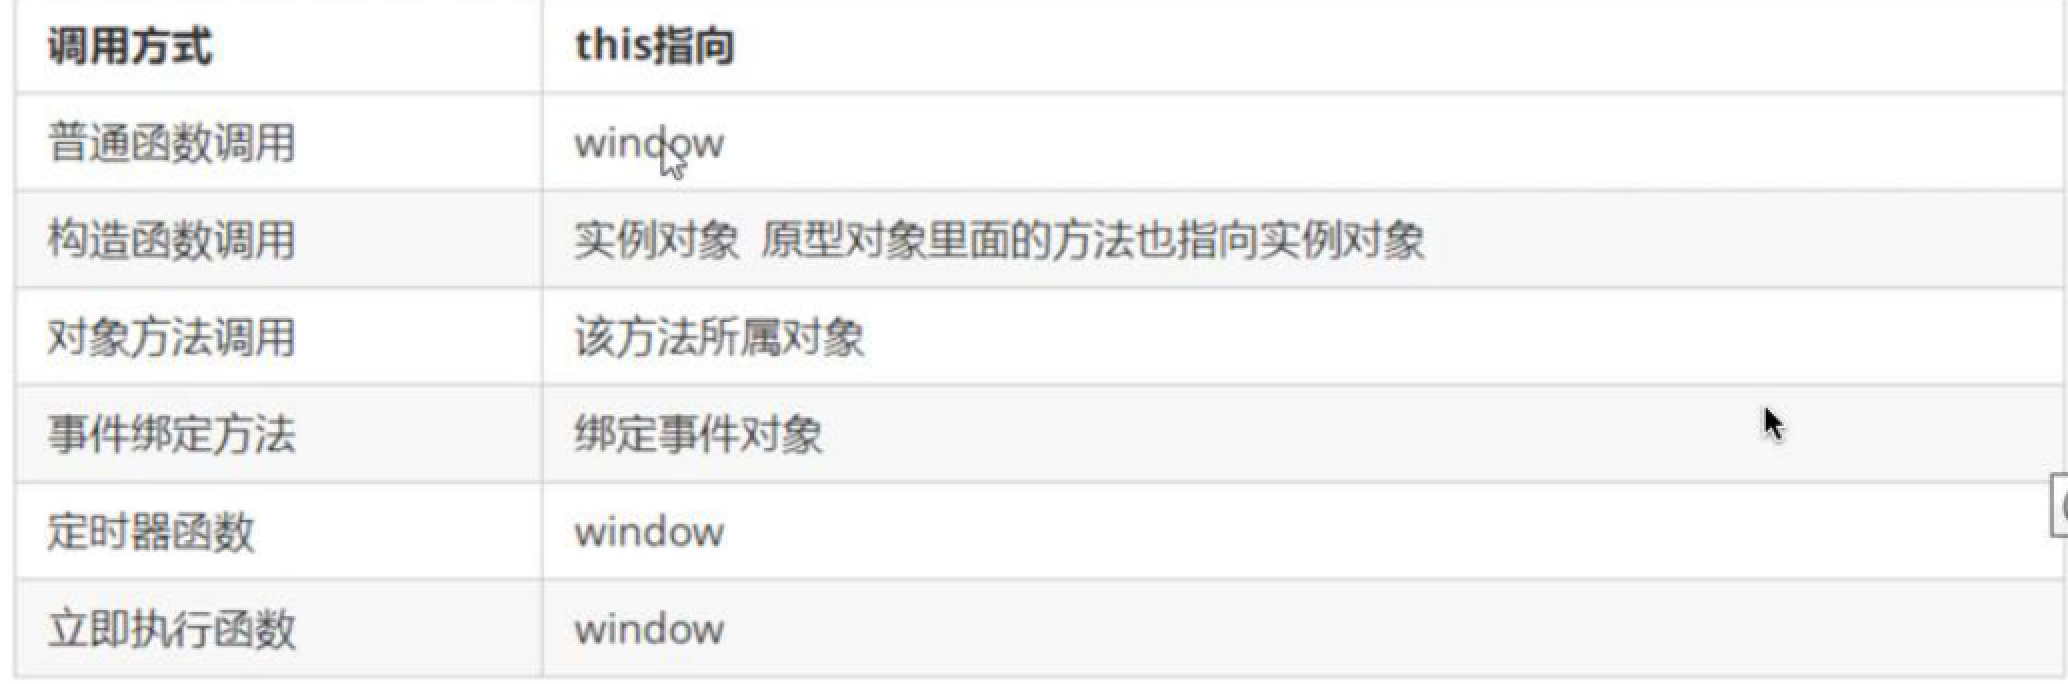 调用方式 this指向
普通函数调用 window
构造函数调用 实例对象 原型对象里面的方法也指向实例对象
对象方法调用 该方法所属对象
事件绑定方法 绑定事件对象
定时器函数 window
立即执行函数 window